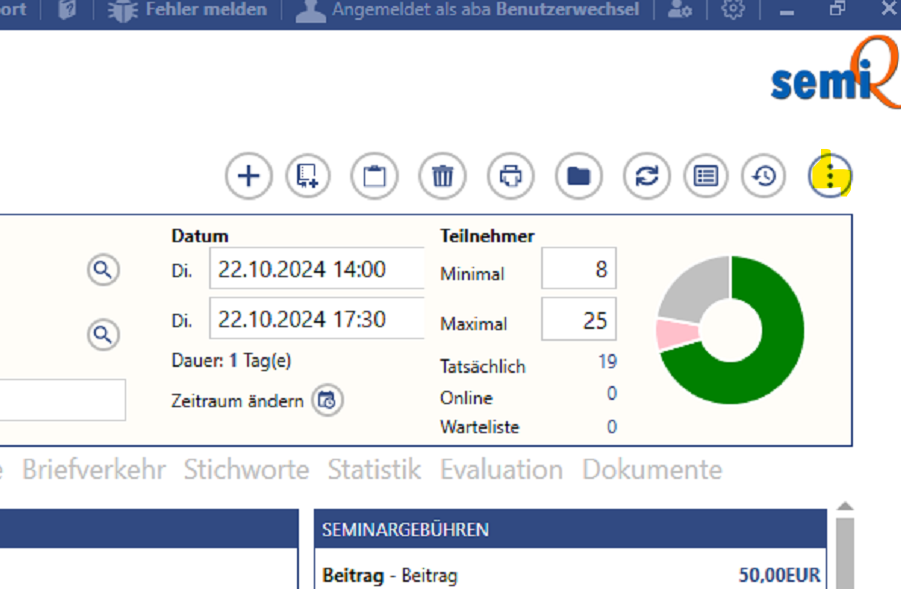 ort Fehler melden Angemeldet als aba Benutzerwechsel
semiQ
Datum
Di. 22.10.2024 14:00
Di. 22.10.2024 17:30
Dauer: 1 Tag(e)
Zeitraum ändern
Teilnehmer
Minimal 8
Maximal 25
Tatsächlich 19
Online 0
Warteliste 0
e Briefverkehr Stichworte Statistik Evaluation Dokumente
SEMINARGEBÜHREN
Beitrag - Beitrag 50,00EUR